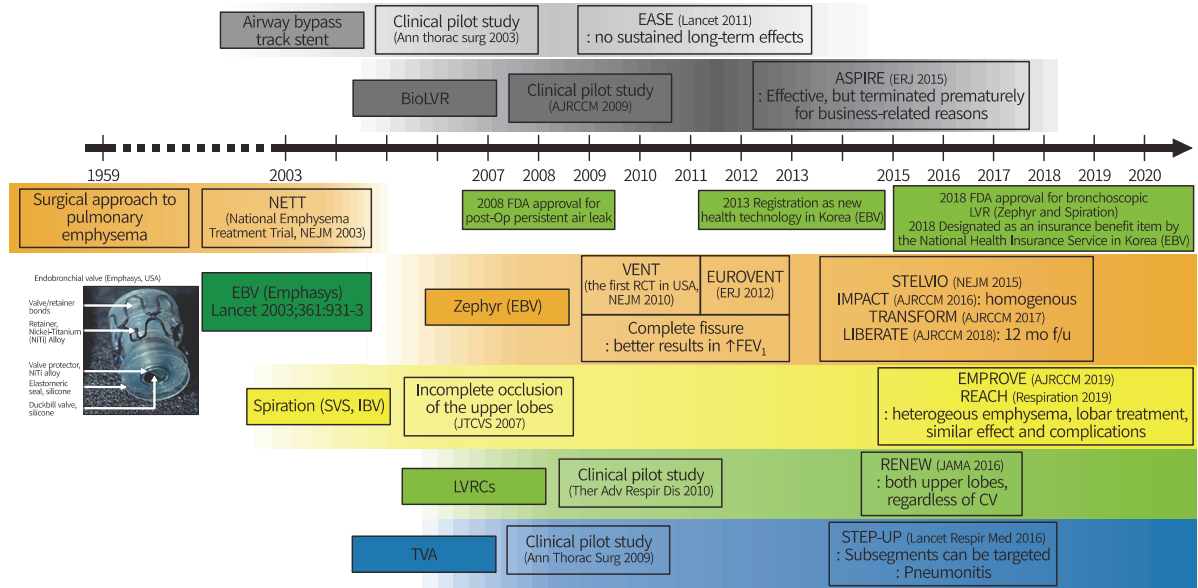 Airway bypass
track stent
Clinical pilot study
(Ann thorac surg 2003)
EASE (Lancet 2011)
: no sustained long-term effects
BioLVR
Clinical pilot study
(AJRCCM 2009)
ASPIRE (ERJ 2015)
: Effective, but terminated prematurely
for business-related reasons
1959 2003 2007 2008 2009 2010 2011 2012 2013 2015 2016 2017 2018 2019 2020
Surgical approach to
pulmonary
emphysema
NETT
(National Emphysema
Treatment Trial, NEJM 2003)
2008 FDA approval for
post-Op persistent air leak
2013 Registration as new
health technology in Korea (EBV)
2018 FDA approval for bronchoscopic
LVR (Zephyr and Spiration)
2018 Designated as an insurance benefit item by
the National Health Insurance Service in Korea (EBV)
Endobronchial valve (Emphasys, USA)
Valve/retainer
bonds
Retainer,
Nickel-Titanium
(NiTi) Alloy
Valve protector,
NiTi alloy
Elastomeric
seal, silicone
Duckbill valve,
silicone
EBV (Emphasys)
Lancet 2003;361:931-3
Zephyr (EBV)
VENT
(the first RCT in USA,
NEJM 2010)
EUROVENT
(ERJ 2012)
Complete fissure
: better results in ↑FEV₁
STELVIO (NEJM 2015)
IMPACT (AJRCCM 2016): homogenous
TRANSFORM (AJRCCM 2017)
LIBERATE (AJRCCM 2018): 12 mo f/u
Spiration (SVS, IBV)
Incomplete occlusion
of the upper lobes
(JTCVS 2007)
EMPROVE (AJRCCM 2019)
REACH (Respiration 2019)
: heterogeous emphysema, lobar treatment,
similar effect and complications
LVRCs
Clinical pilot study
(Ther Adv Respir Dis 2010)
RENEW (JAMA 2016)
: both upper lobes,
regardless of CV
TVA
Clinical pilot study
(Ann Thorac Surg 2009)
STEP-UP (Lancet Respir Med 2016)
: Subsegments can be targeted
: Pneumonitis